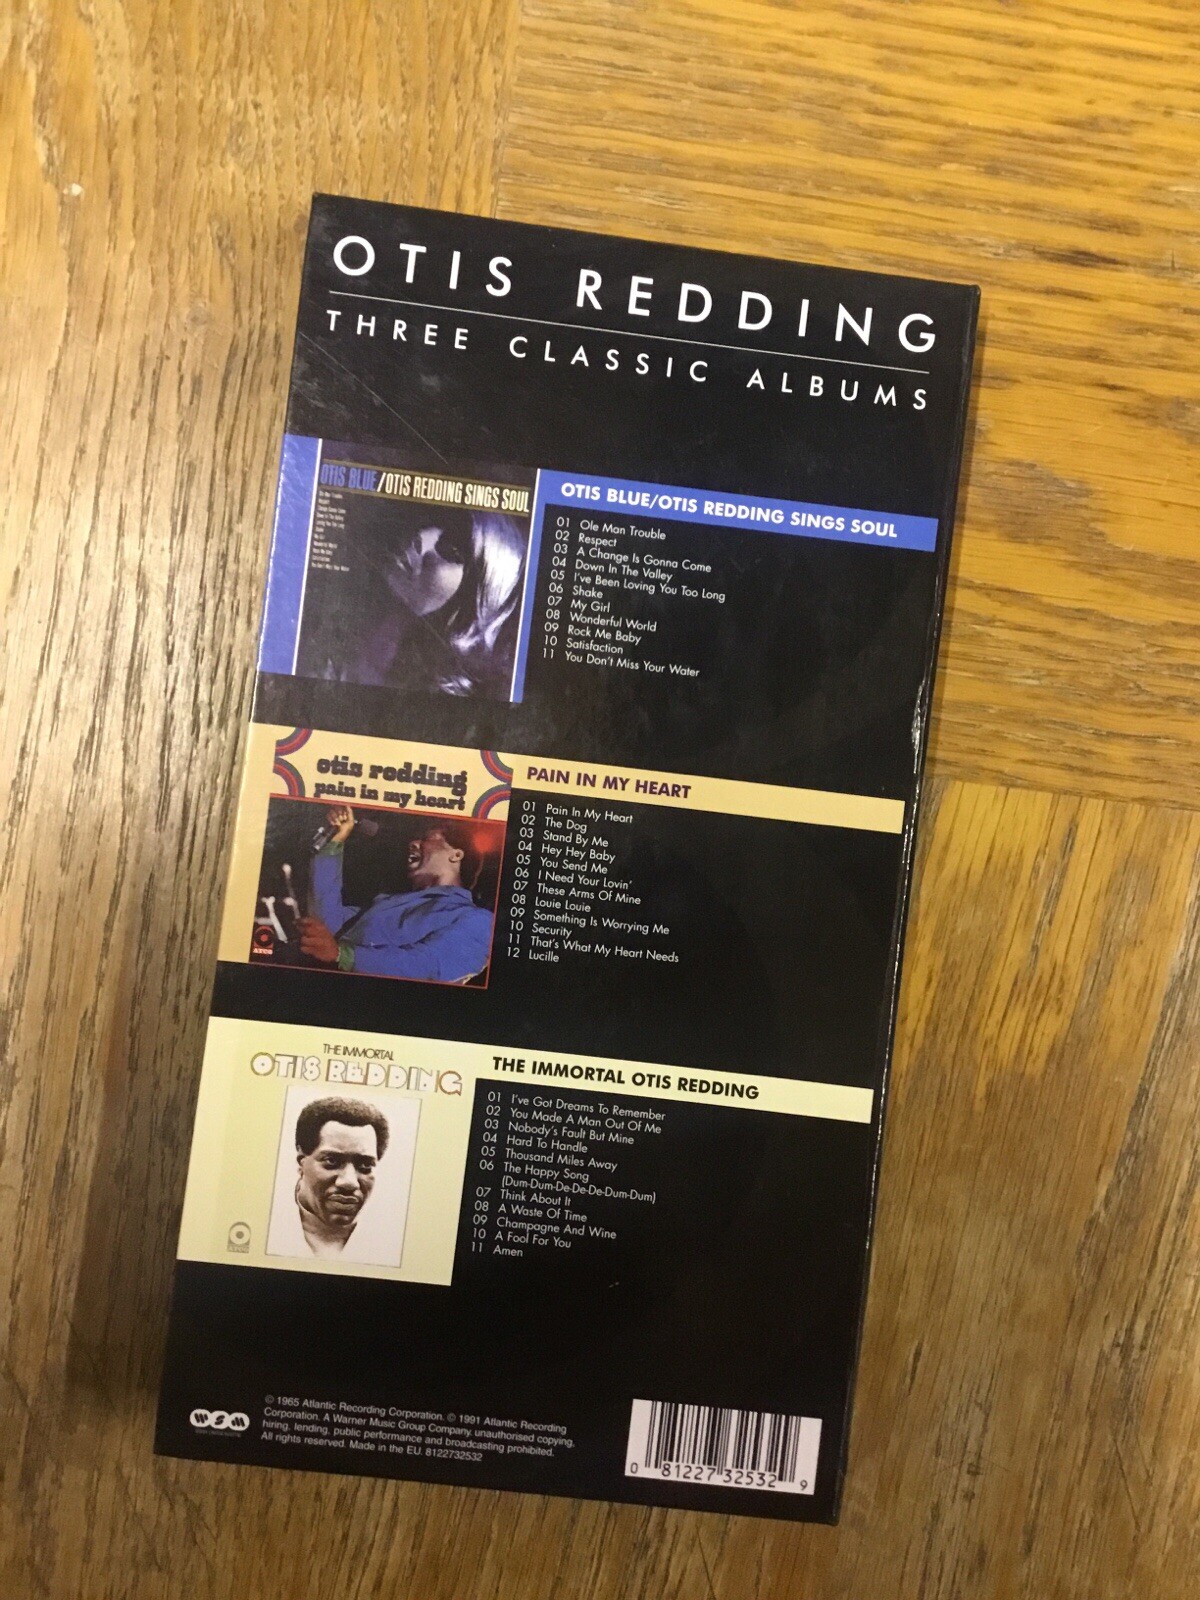 OTIS REDDING
THREE CLASSIC ALBUMS
OTIS BLUE/OTIS REDDING SINGS SOUL
OTIS BLUE/OTIS REDDING SINGS SOUL
01 Ole Man Trouble
02 Respect
03 A Change Is Gonna Come
04 Down In The Valley
05 I've Been Loving You Too Long
06 Shake
07 My Girl
08 Wonderful World
09 Rock Me Baby
10 Satisfaction
11 You Don't Miss Your Water
otis redding
pain in my heart
ATCO
PAIN IN MY HEART
01 Pain In My Heart
02 The Dog
03 Stand By Me
04 Hey Hey Baby
05 You Send Me
06 I Need Your Lovin'
07 These Arms Of Mine
08 Louie Louie
09 Something Is Worrying Me
10 Security
11 That's What My Heart Needs
12 Lucille
THE IMMORTAL
OTIS REDDING
ATCO
THE IMMORTAL OTIS REDDING
01 I've Got Dreams To Remember
02 You Made A Man Out Of Me
03 Nobody's Fault But Mine
04 Hard To Handle
05 Thousand Miles Away
06 The Happy Song
(Dum-Dum-De-De-De-Dum-Dum)
07 Think About It
08 A Waste Of Time
09 Champagne And Wine
10 A Fool For You
11 Amen
wsm
© 1965 Atlantic Recording Corporation. © 1991 Atlantic Recording
Corporation. A Warner Music Group Company. unauthorised copying,
hiring, lending, public performance and broadcasting prohibited.
All rights reserved. Made in the EU. 8122732532
0 81227 32532 9